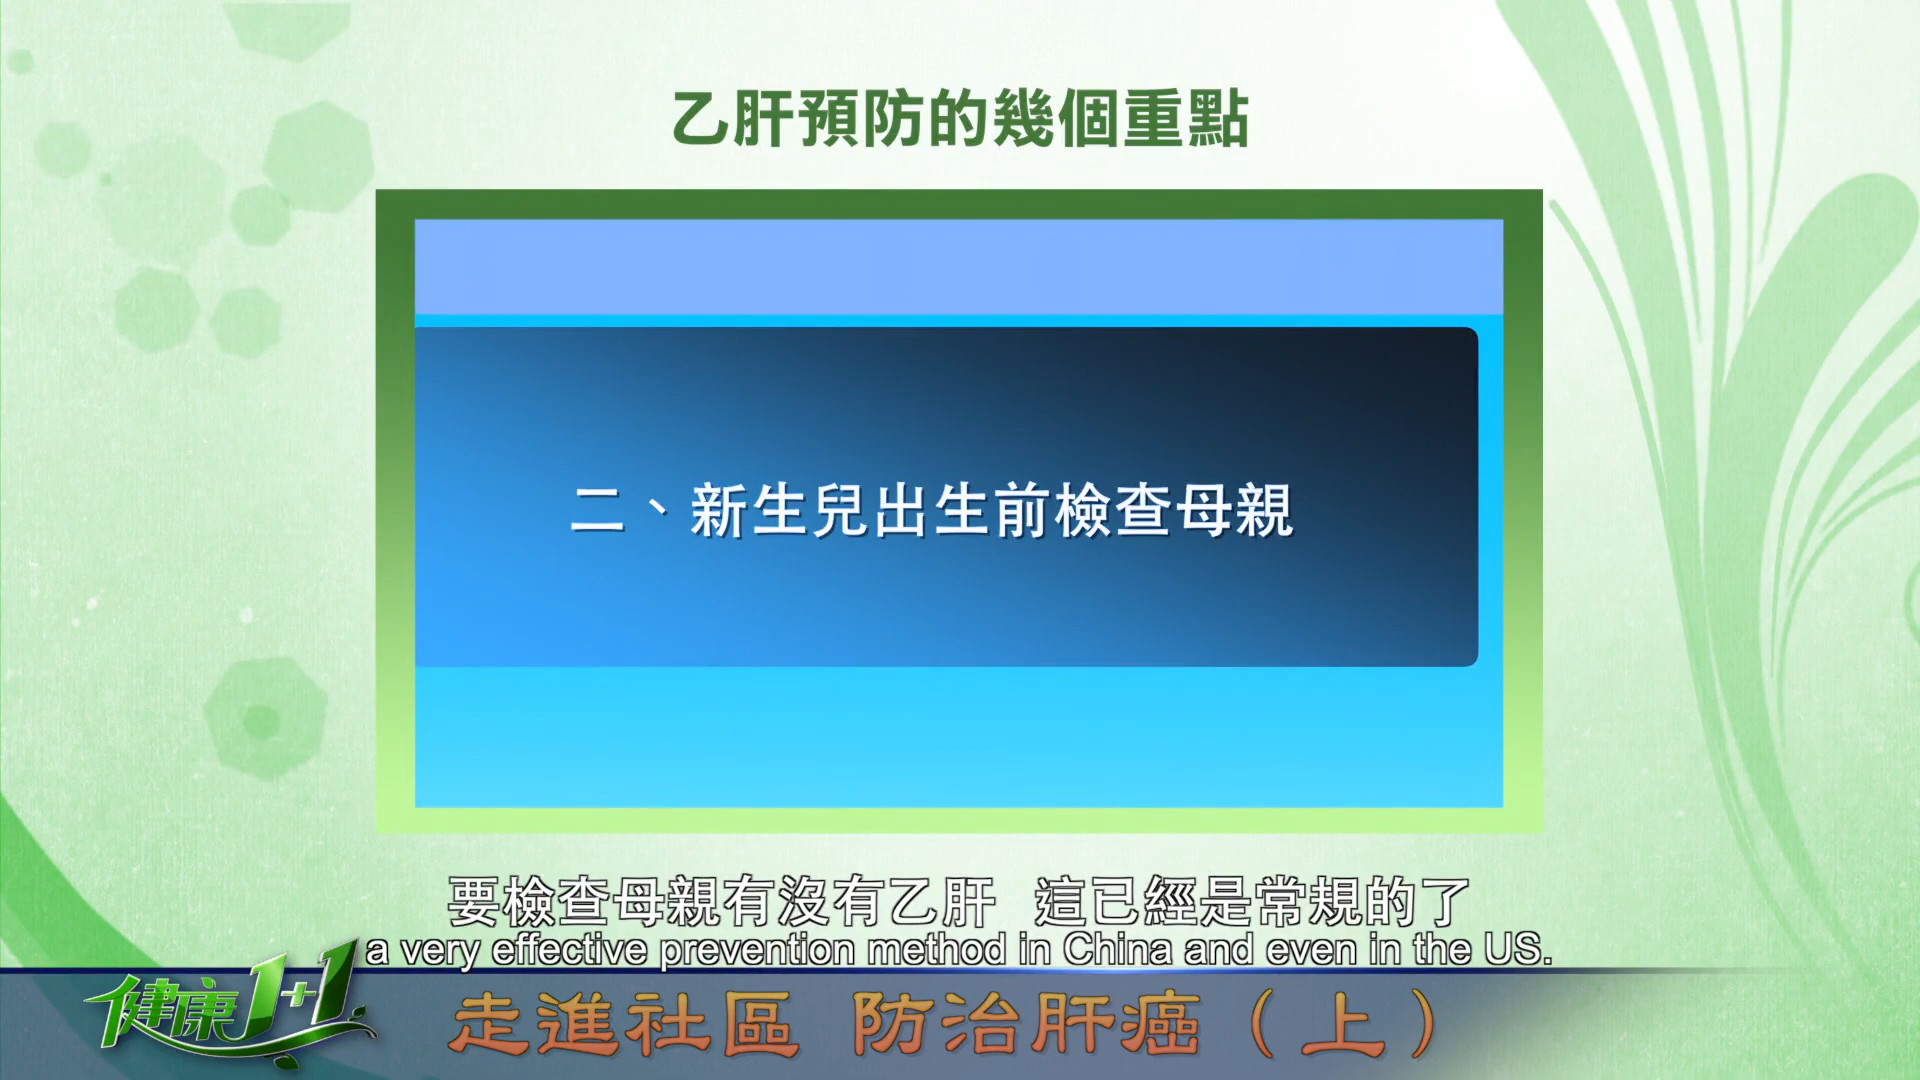 乙肝預防的幾個重點
二、新生兒出生前檢查母親
要檢查母親有沒有乙肝 這已經是常規的了
a very effective prevention method in China and even in the US.
健康1+1
走進社區 防治肝癌（上）